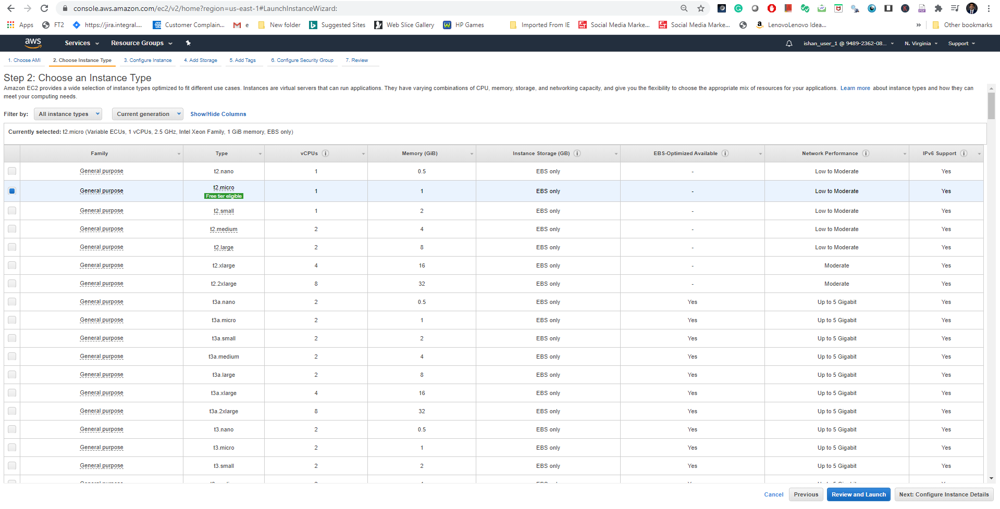 console.aws.amazon.com/ec2/v2/home?region=us-east-1#LaunchInstanceWizard:
Apps FT2 https://jira.integral.... Customer Complain... e New folder Suggested Sites Web Slice Gallery HP Games Imported From IE Social Media Marke... Social Media Marke... LenovoLenovo Idea... » Other bookmarks
aws Services Resource Groups ishan_user_1 @ 9489-2362-08... N. Virginia Support
1. Choose AMI 2. Choose Instance Type 3. Configure Instance 4. Add Storage 5. Add Tags 6. Configure Security Group 7. Review
Step 2: Choose an Instance Type
Amazon EC2 provides a wide selection of instance types optimized to fit different use cases. Instances are virtual servers that can run applications. They have varying combinations of CPU, memory, storage, and networking capacity, and give you the flexibility to choose the appropriate mix of resources for your applications. Learn more about instance types and how they can
meet your computing needs.
Filter by: All instance types Current generation Show/Hide Columns
Currently selected: t2.micro (Variable ECUs, 1 vCPUs, 2.5 GHz, Intel Xeon Family, 1 GiB memory, EBS only)
Family Type vCPUs Memory (GiB) Instance Storage (GB) EBS-Optimized Available Network Performance IPv6 Support
General purpose t2.nano 1 0.5 EBS only - Low to Moderate Yes
General purpose t2.micro 1 1 EBS only - Low to Moderate Yes
Free tier eligible
General purpose t2.small 1 2 EBS only - Low to Moderate Yes
General purpose t2.medium 2 4 EBS only - Low to Moderate Yes
General purpose t2.large 2 8 EBS only - Low to Moderate Yes
General purpose t2.xlarge 4 16 EBS only - Moderate Yes
General purpose t2.2xlarge 8 32 EBS only - Moderate Yes
General purpose t3a.nano 2 0.5 EBS only Yes Up to 5 Gigabit Yes
General purpose t3a.micro 2 1 EBS only Yes Up to 5 Gigabit Yes
General purpose t3a.small 2 2 EBS only Yes Up to 5 Gigabit Yes
General purpose t3a.medium 2 4 EBS only Yes Up to 5 Gigabit Yes
General purpose t3a.large 2 8 EBS only Yes Up to 5 Gigabit Yes
General purpose t3a.xlarge 4 16 EBS only Yes Up to 5 Gigabit Yes
General purpose t3a.2xlarge 8 32 EBS only Yes Up to 5 Gigabit Yes
General purpose t3.nano 2 0.5 EBS only Yes Up to 5 Gigabit Yes
General purpose t3.micro 2 1 EBS only Yes Up to 5 Gigabit Yes
General purpose t3.small 2 2 EBS only Yes Up to 5 Gigabit Yes
Cancel Previous Review and Launch Next: Configure Instance Details